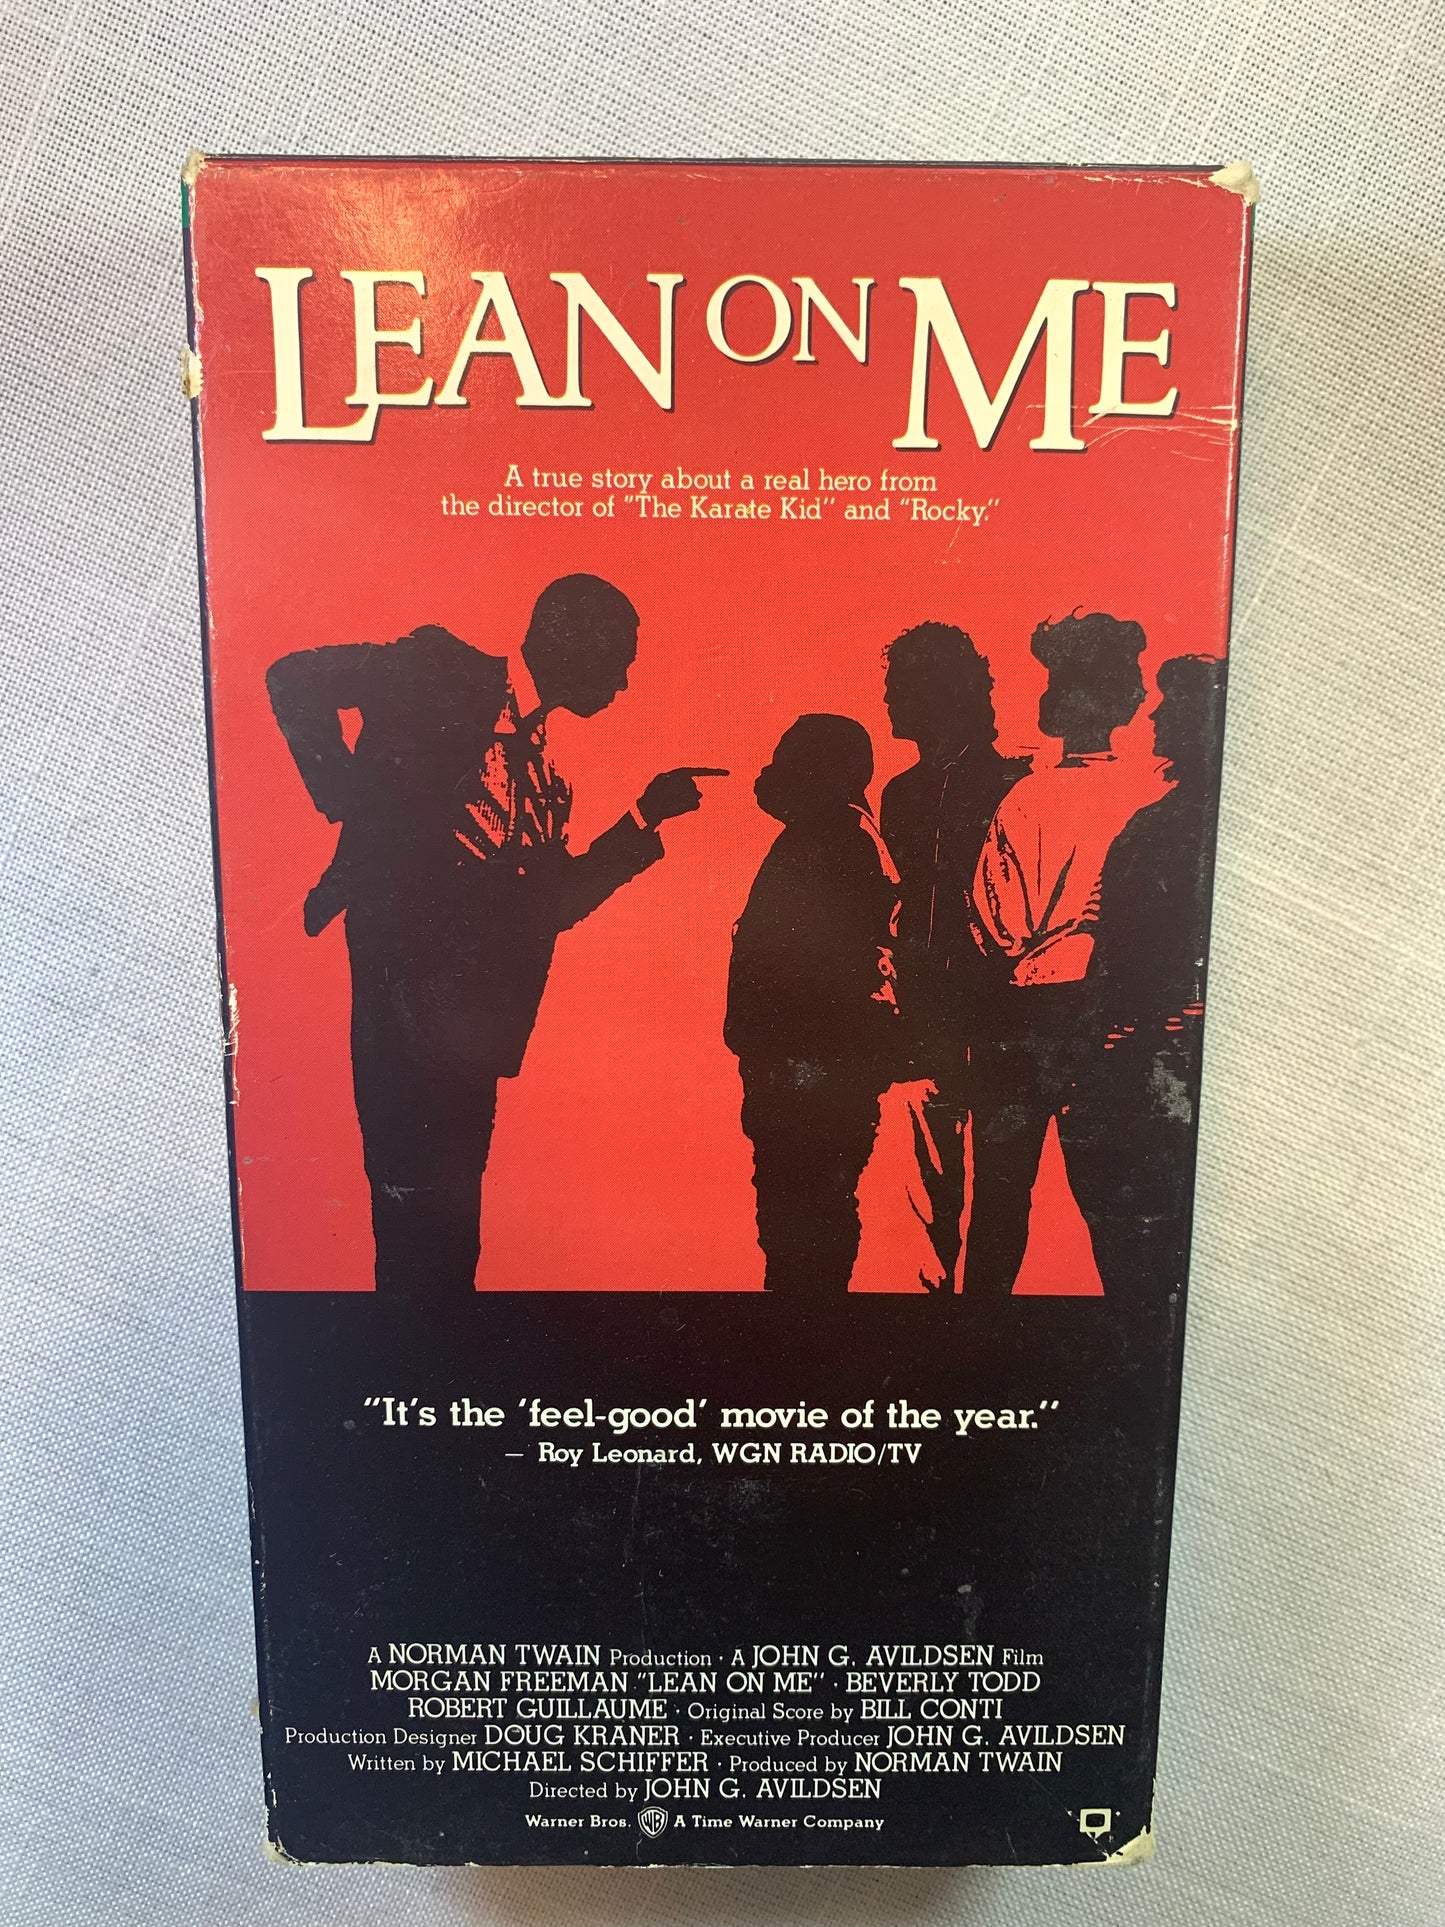 LEAN ON ME
A true story about a real hero from
the director of "The Karate Kid" and "Rocky."
"It's the 'feel-good' movie of the year."
— Roy Leonard, WGN RADIO/TV
A NORMAN TWAIN Production · A JOHN G. AVILDSEN Film
MORGAN FREEMAN "LEAN ON ME" · BEVERLY TODD
ROBERT GUILLAUME · Original Score by BILL CONTI
Production Designer DOUG KRANER · Executive Producer JOHN G. AVILDSEN
Written by MICHAEL SCHIFFER · Produced by NORMAN TWAIN
Directed by JOHN G. AVILDSEN
Warner Bros. WB A Time Warner Company